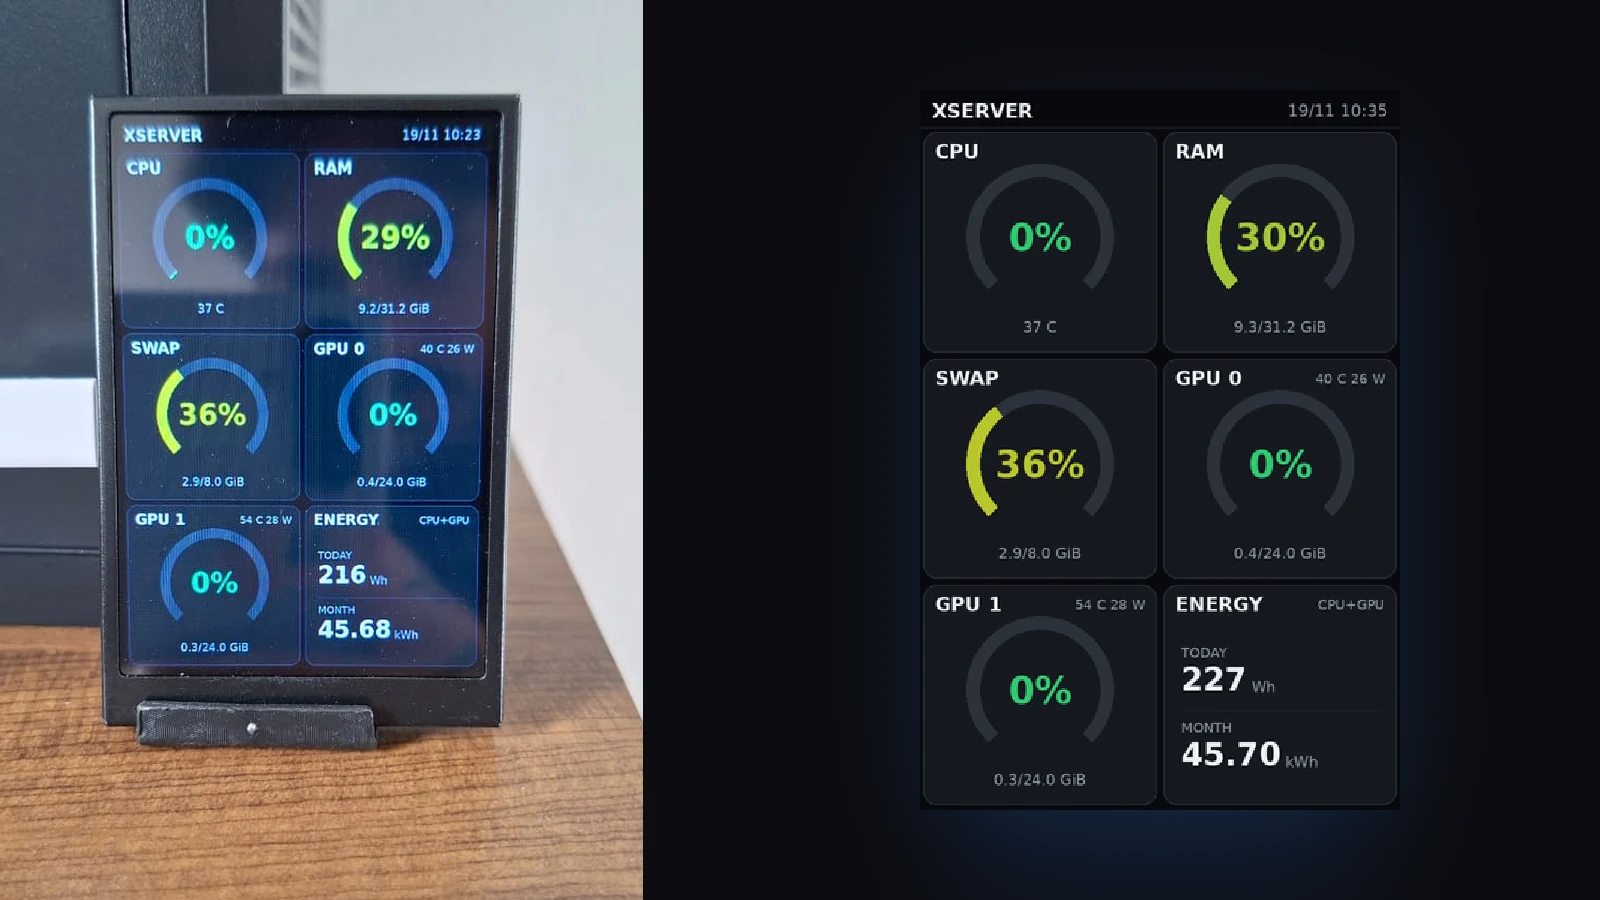 XSERVER 19/11 10:23
CPU
0%
37 C
RAM
29%
9.2/31.2 GiB
SWAP
36%
2.9/8.0 GiB
GPU 0 40 C 26 W
0%
0.4/24.0 GiB
GPU 1 54 C 28 W
0%
0.3/24.0 GiB
ENERGY CPU+GPU
TODAY
216 Wh
MONTH
45.68 kWh
XSERVER 19/11 10:35
CPU
0%
37 C
RAM
30%
9.3/31.2 GiB
SWAP
36%
2.9/8.0 GiB
GPU 0 40 C 26 W
0%
0.4/24.0 GiB
GPU 1 54 C 28 W
0%
0.3/24.0 GiB
ENERGY CPU+GPU
TODAY
227 Wh
MONTH
45.70 kWh